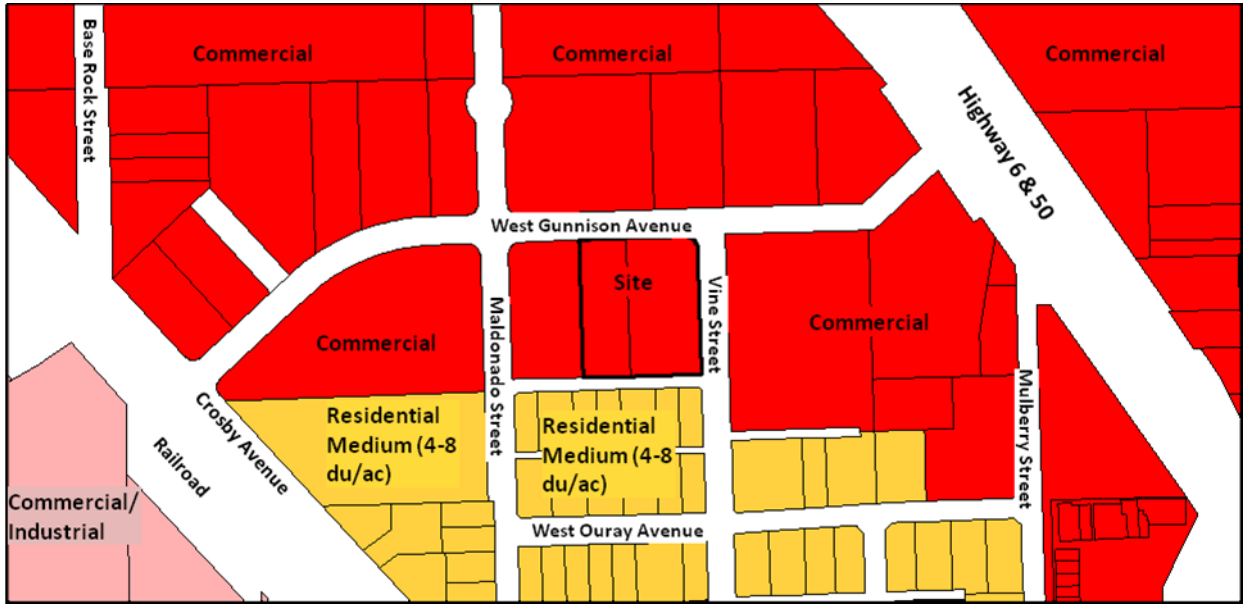 Base Rock Street
Commercial
Commercial
Commercial
Highway 6 & 50
West Gunnison Avenue
Site
Vine Street
Maldonado Street
Commercial
Commercial
Mulberry Street
Crosby Avenue
Railroad
Residential
Medium (4-8
du/ac)
Residential
Medium (4-8
du/ac)
Commercial/
Industrial
West Ouray Avenue